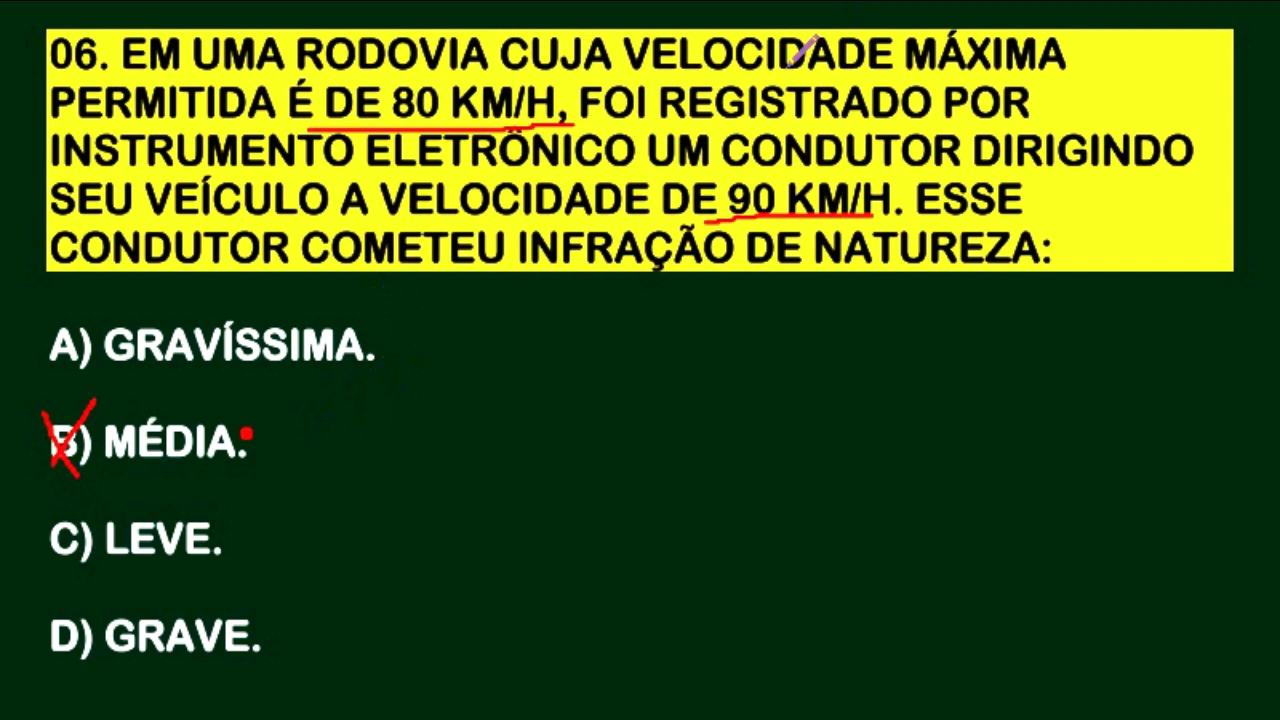 06. EM UMA RODOVIA CUJA VELOCIDADE MÁXIMA
PERMITIDA É DE 80 KM/H, FOI REGISTRADO POR
INSTRUMENTO ELETRÔNICO UM CONDUTOR DIRIGINDO
SEU VEÍCULO A VELOCIDADE DE 90 KM/H. ESSE
CONDUTOR COMETEU INFRAÇÃO DE NATUREZA:
A) GRAVÍSSIMA.
B) MÉDIA.
C) LEVE.
D) GRAVE.